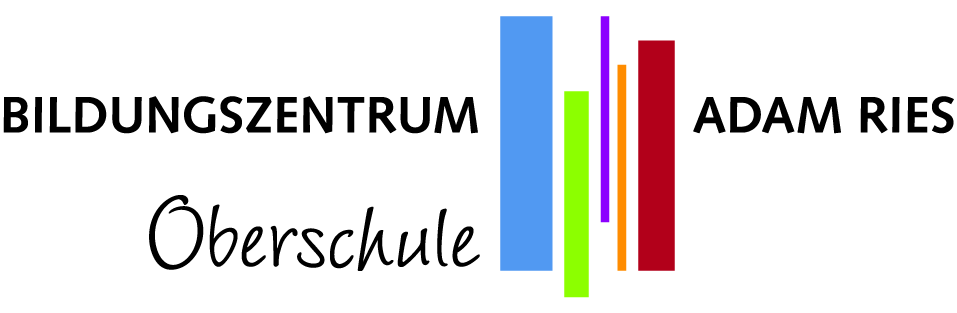 BILDUNGSZENTRUM ADAM RIES
Oberschule